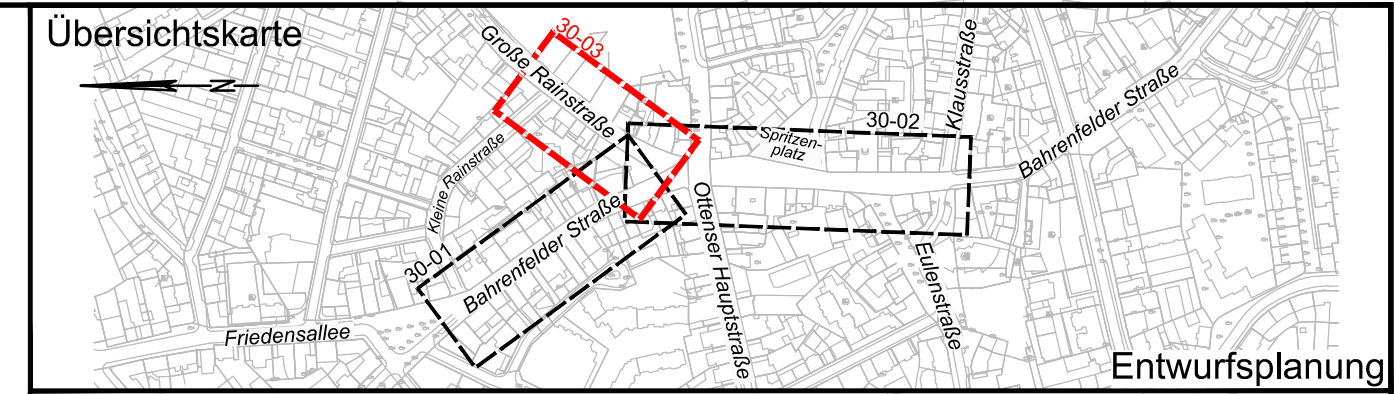 Übersichtskarte
N
30-03
Große Rainstraße
Klausstraße
30-02
Spritzen-
platz
Bahrenfelder Straße
Kleine Rainstraße
30-01
Bahrenfelder Straße
Ottenser Hauptstraße
Eulenstraße
Friedensallee
Entwurfsplanung